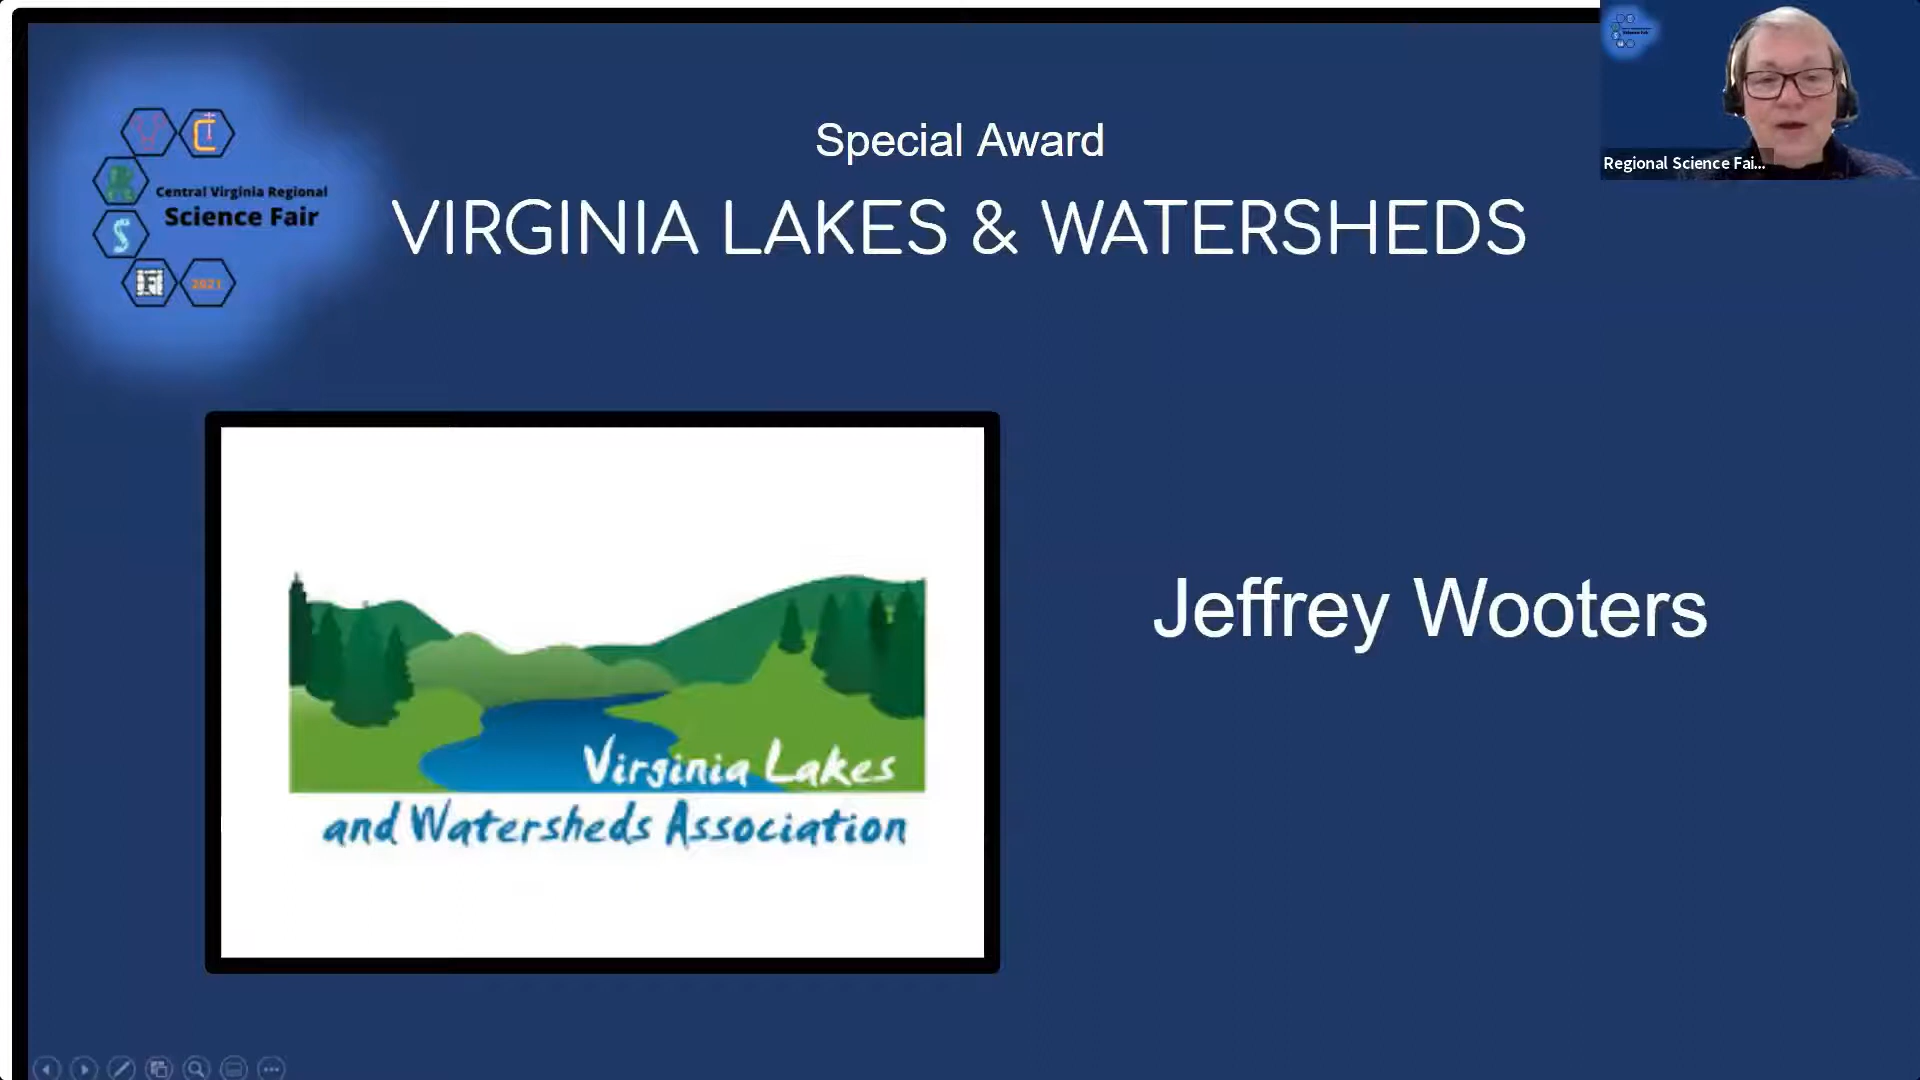 Special Award
VIRGINIA LAKES & WATERSHEDS
Central Virginia Regional
Science Fair
S
F
2021
Regional Science Fai...
Jeffrey Wooters
Virginia Lakes
and Watersheds Association